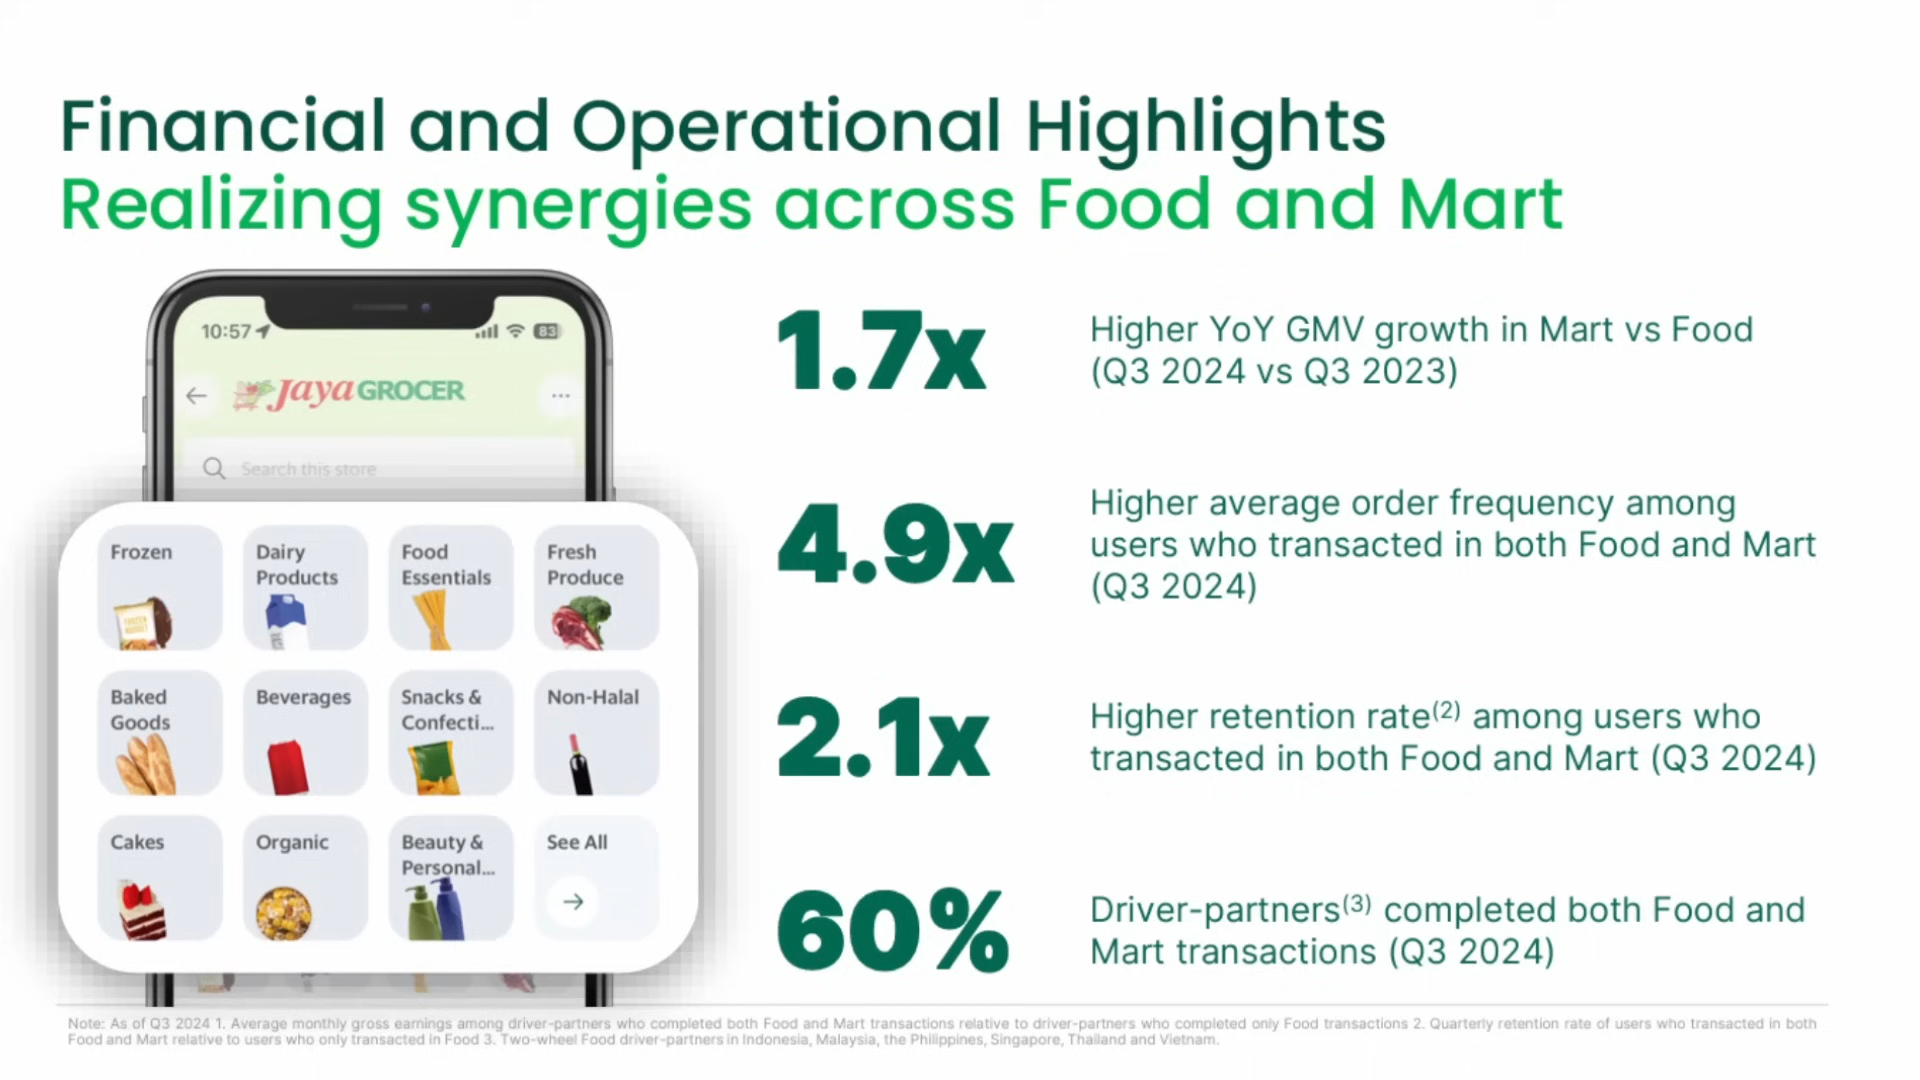 Financial and Operational Highlights
Realizing synergies across Food and Mart
10:57
83
Jaya GROCER
Search this store
Frozen
Dairy
Products
Food
Essentials
Fresh
Produce
Baked
Goods
Beverages
Snacks &
Confecti...
Non-Halal
Cakes
Organic
Beauty &
Personal...
See All
1.7x
Higher YoY GMV growth in Mart vs Food
(Q3 2024 vs Q3 2023)
4.9x
Higher average order frequency among
users who transacted in both Food and Mart
(Q3 2024)
2.1x
Higher retention rate(2) among users who
transacted in both Food and Mart (Q3 2024)
60%
Driver-partners(3) completed both Food and
Mart transactions (Q3 2024)
Note: As of Q3 2024 1. Average monthly gross earnings among driver-partners who completed both Food and Mart transactions relative to driver-partners who completed only Food transactions 2. Quarterly retention rate of users who transacted in both
Food and Mart relative to users who only transacted in Food 3. Two-wheel Food driver-partners in Indonesia, Malaysia, the Philippines, Singapore, Thailand and Vietnam.